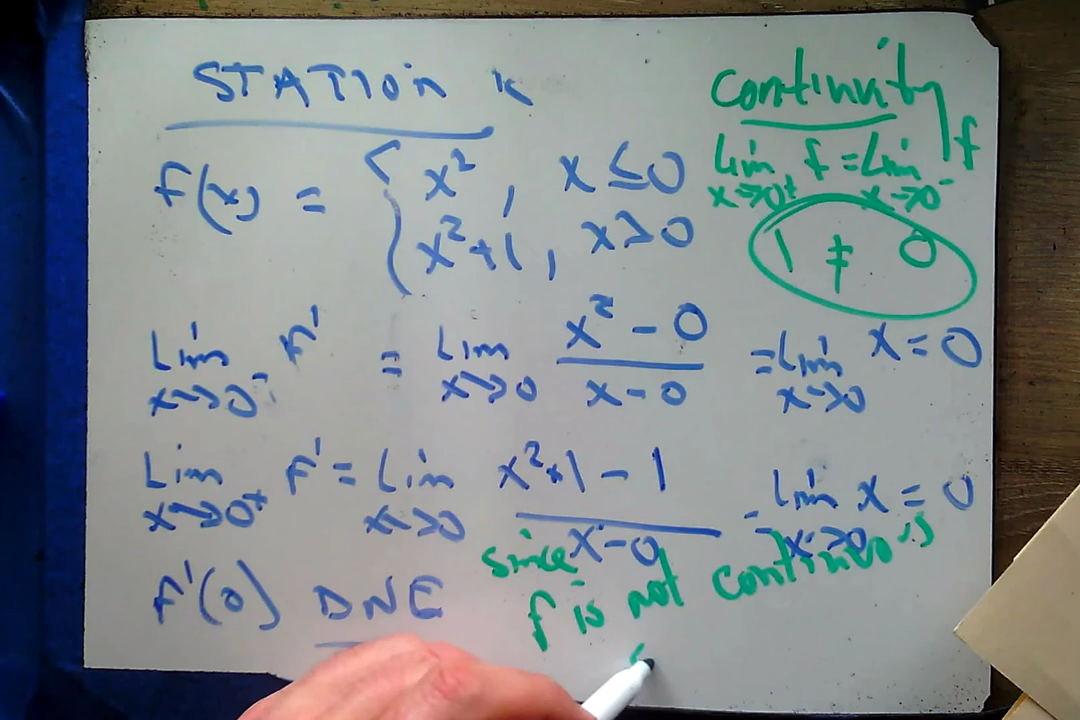 STATION K
f(x) = { x², x ≤ 0
x²+1, x > 0
Lim x→0⁻ f' = Lim x→0 (x² - 0)/(x - 0) = Lim x→0 x = 0
Lim x→0⁺ f' = Lim x→0 (x²+1 - 1)/(x - 0) = Lim x→0 x = 0
f'(0) DNE
since
f is not continuous
continuity
Lim x→0⁺ f = Lim x→0⁻ f
1 ≠ 0